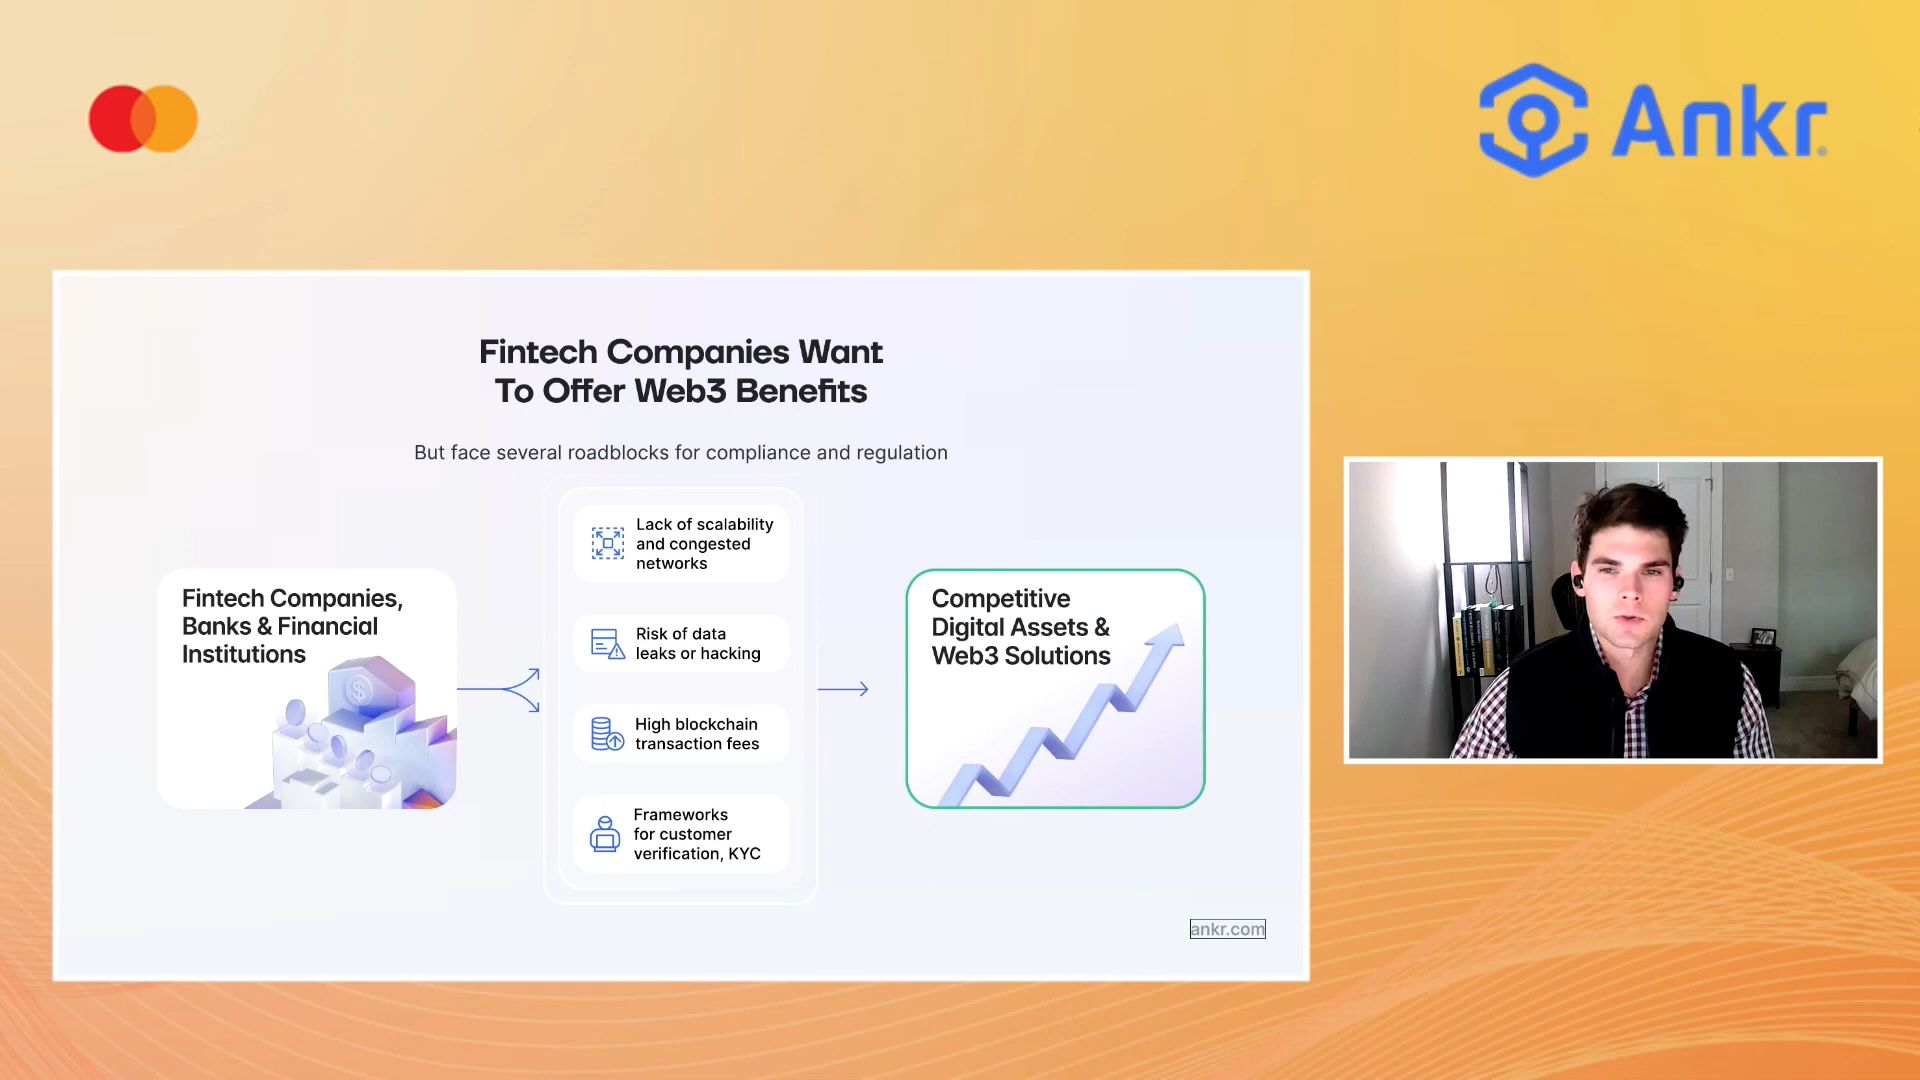 Ankr
Fintech Companies Want
To Offer Web3 Benefits
But face several roadblocks for compliance and regulation
Fintech Companies,
Banks & Financial
Institutions
Lack of scalability
and congested
networks
Risk of data
leaks or hacking
High blockchain
transaction fees
Frameworks
for customer
verification, KYC
Competitive
Digital Assets &
Web3 Solutions
ankr.com